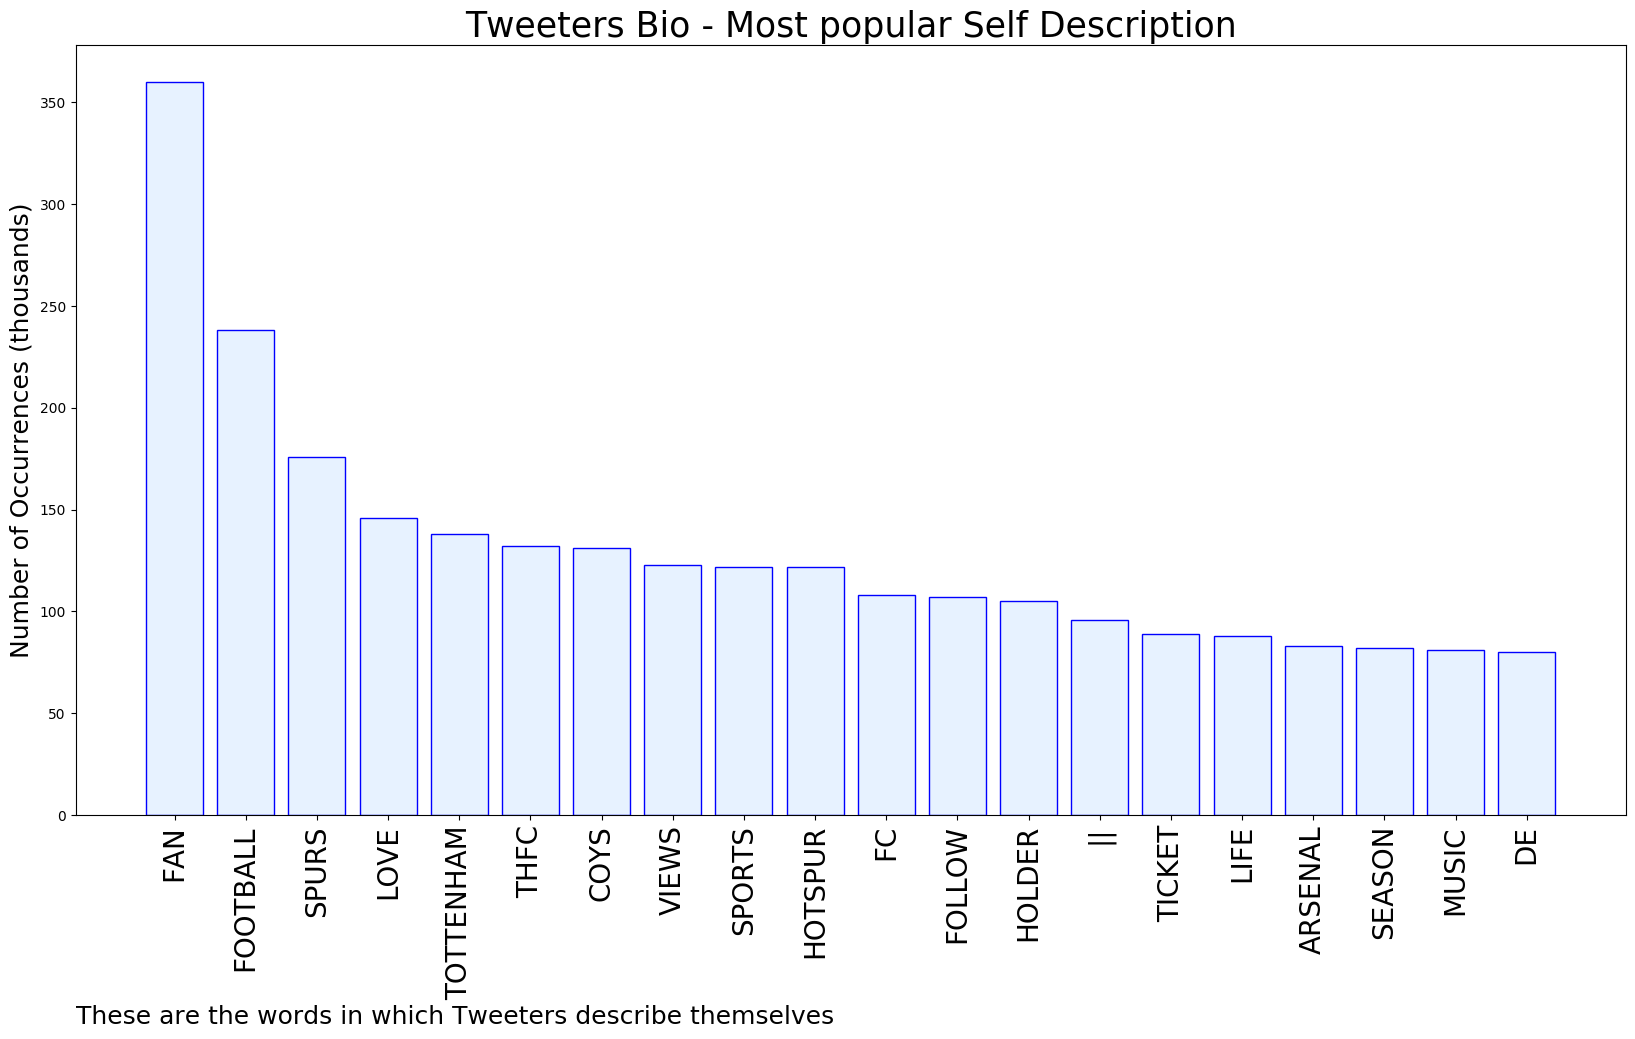 Tweeters Bio - Most popular Self Description
Number of Occurrences (thousands)
350
300
250
200
150
100
50
0
FAN
FOOTBALL
SPURS
LOVE
TOTTENHAM
THFC
COYS
VIEWS
SPORTS
HOTSPUR
FC
FOLLOW
HOLDER
||
TICKET
LIFE
ARSENAL
SEASON
MUSIC
DE
These are the words in which Tweeters describe themselves